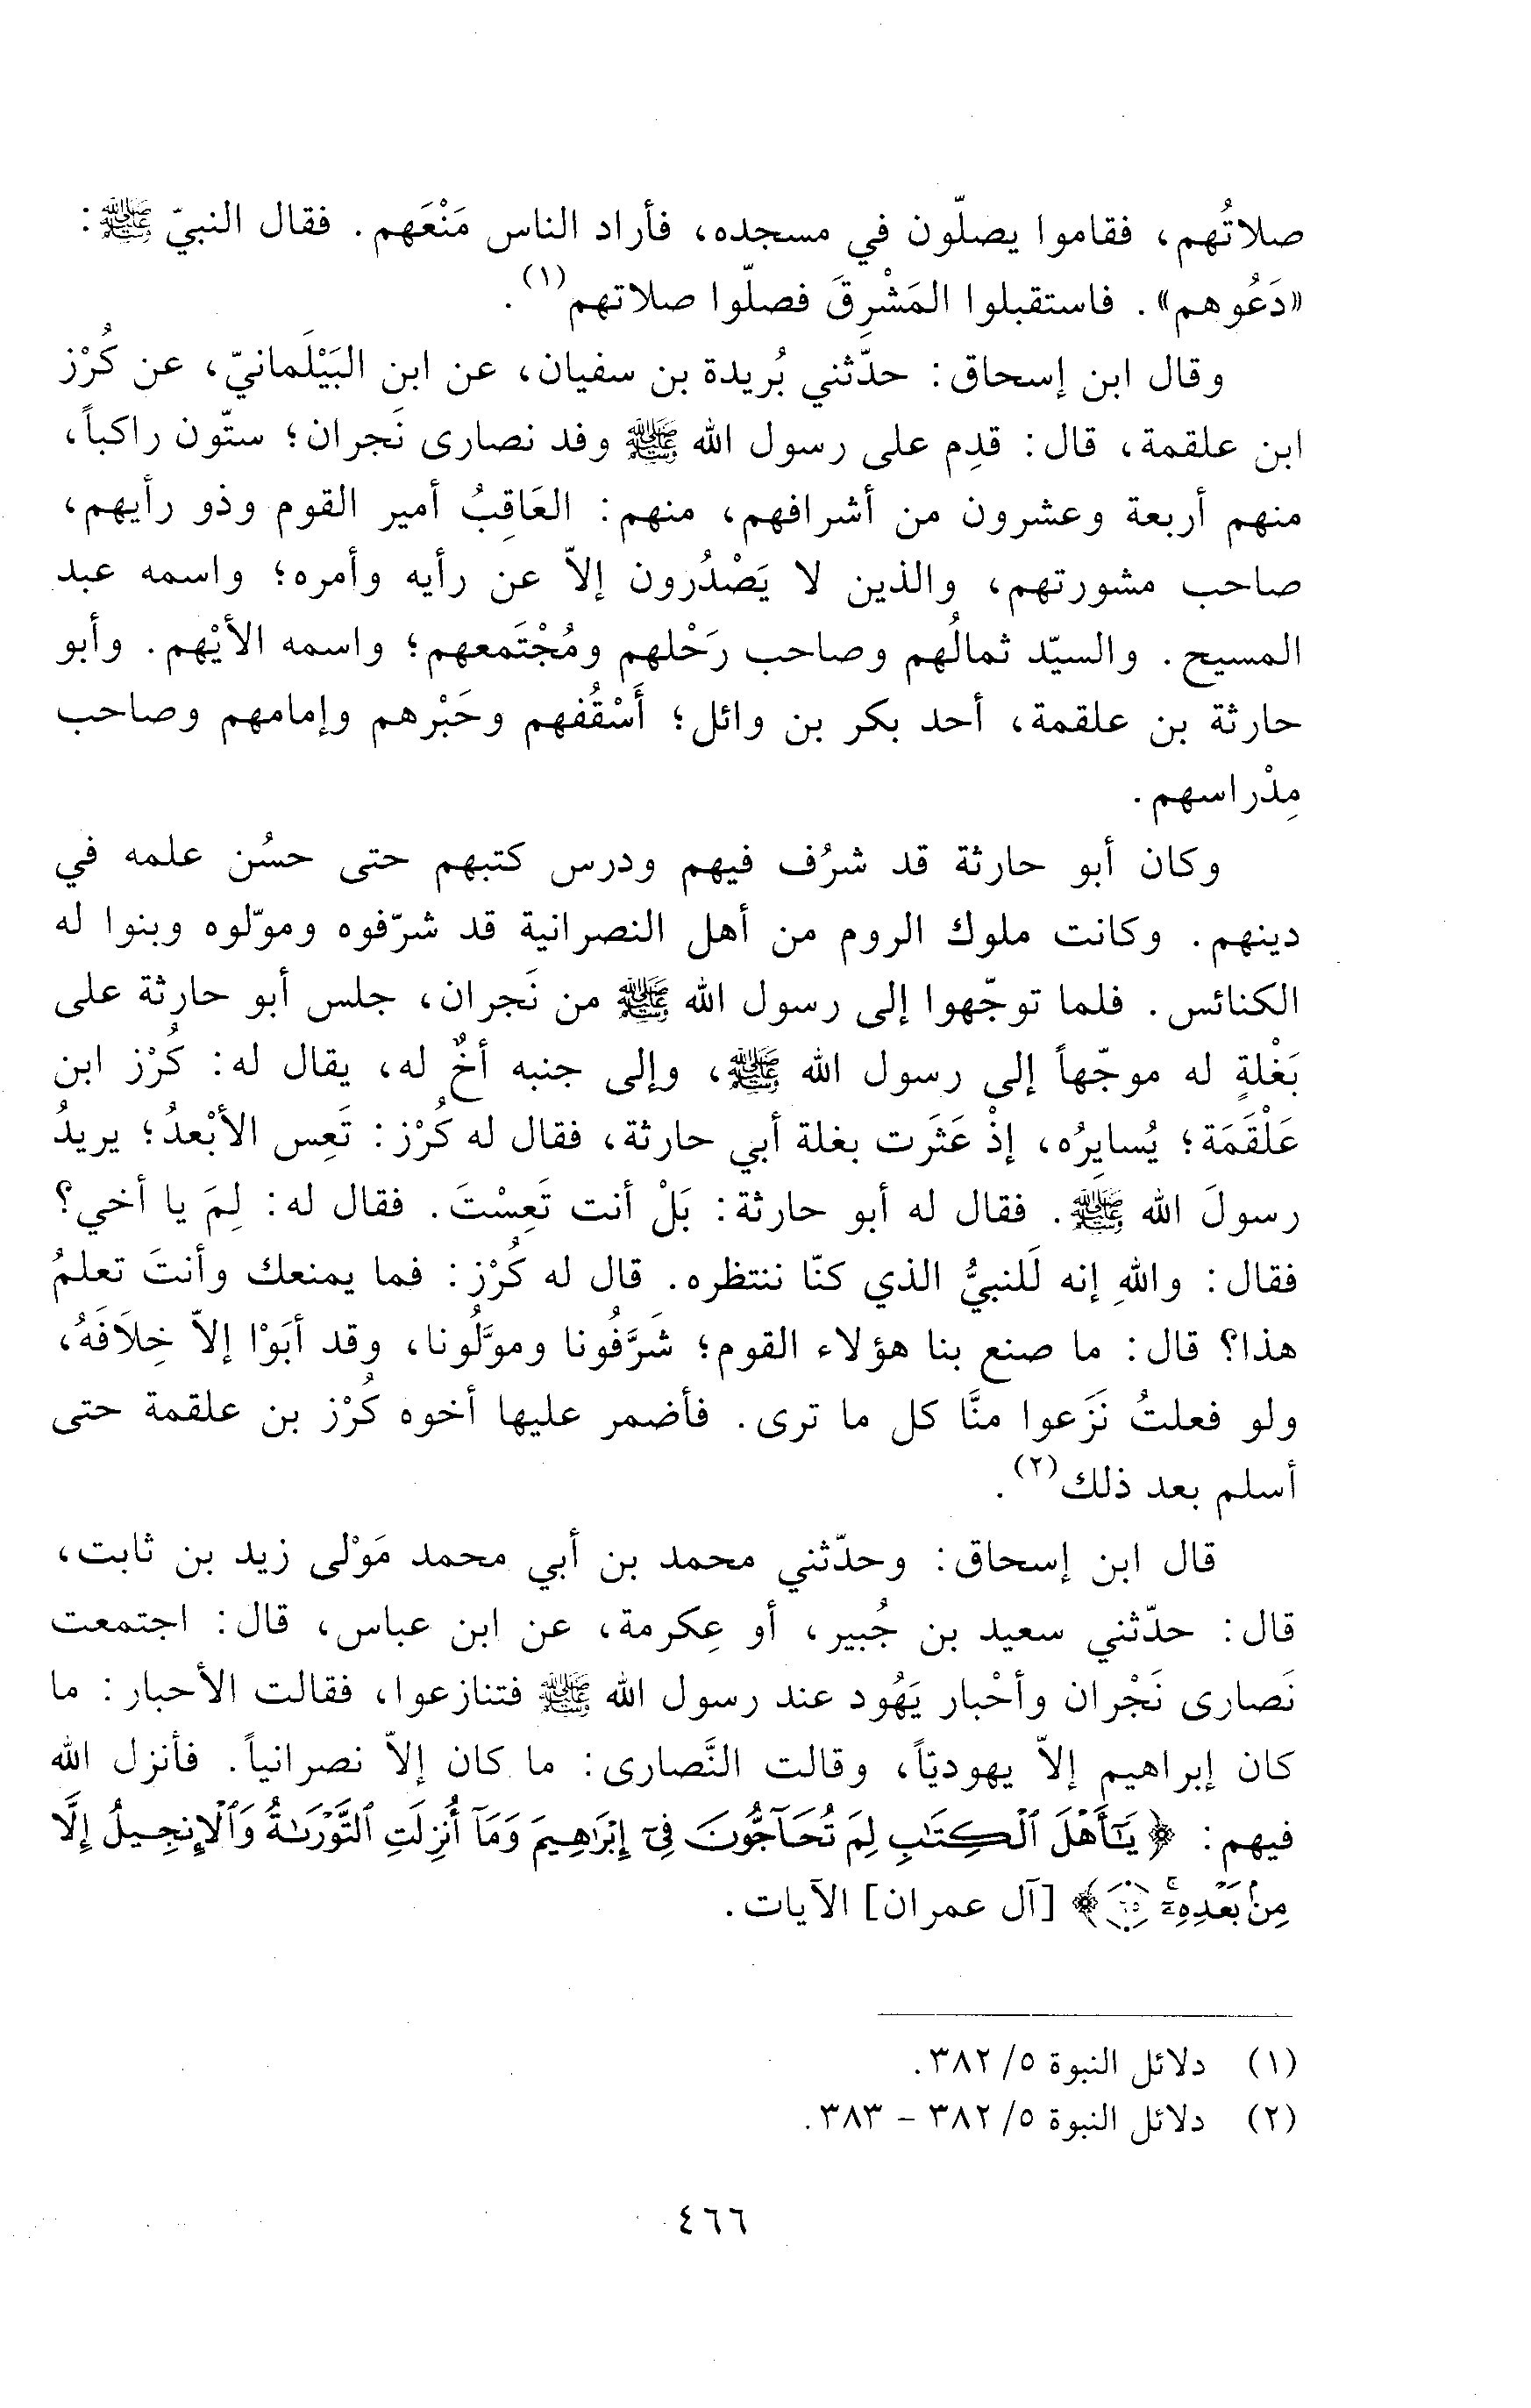 صلاتُهم، فقاموا يصلّون في مسجده، فأراد الناس مَنْعَهم. فقال النبيّ ﷺ:
«دَعُوهم». فاستقبلوا المَشْرِقَ فصلّوا صلاتهم(١).
وقال ابن إسحاق: حدّثني بُريدة بن سفيان، عن ابن البَيْلَمانيّ، عن كُرْز
ابن علقمة، قال: قدِم على رسول الله ﷺ وفد نصارى نَجران؛ ستّون راكباً،
منهم أربعة وعشرون من أشرافهم، منهم: العَاقِبُ أمير القوم وذو رأيهم،
صاحب مشورتهم، والذين لا يَصْدُرون إلاّ عن رأيه وأمره؛ واسمه عبد
المسيح. والسيّد ثمالُهم وصاحب رَحْلهم ومُجْتَمعهم؛ واسمه الأيْهم. وأبو
حارثة بن علقمة، أحد بكر بن وائل؛ أَسْقُفهم وحَبْرهم وإمامهم وصاحب
مِدْراسهم.
وكان أبو حارثة قد شرُف فيهم ودرس كتبهم حتى حسُن علمه في
دينهم. وكانت ملوك الروم من أهل النصرانية قد شرّفوه وموّلوه وبنوا له
الكنائس. فلما توجّهوا إلى رسول الله ﷺ من نَجران، جلس أبو حارثة على
بَغْلةٍ له موجّهاً إلى رسول الله ﷺ، وإلى جنبه أخٌ له، يقال له: كُرْز ابن
عَلْقَمَة؛ يُسايِرُه، إذْ عَثَرت بغلة أبي حارثة، فقال له كُرْز: تَعِس الأبْعدُ؛ يريدُ
رسولَ الله ﷺ. فقال له أبو حارثة: بَلْ أنت تَعِسْتَ. فقال له: لِمَ يا أخي؟
فقال: واللهِ إنه لَلنبيُّ الذي كنّا ننتظره. قال له كُرْز: فما يمنعك وأنتَ تعلمُ
هذا؟ قال: ما صنع بنا هؤلاء القوم؛ شَرَّفُونا وموَّلُونا، وقد أبَوْا إلاّ خِلاَفَهُ،
ولو فعلتُ نَزَعوا منَّا كل ما ترى. فأضمر عليها أخوه كُرْز بن علقمة حتى
أسلم بعد ذلك(٢).
قال ابن إسحاق: وحدّثني محمد بن أبي محمد مَوْلى زيد بن ثابت،
قال: حدّثني سعيد بن جُبير، أو عِكرمة، عن ابن عباس، قال: اجتمعت
نَصارى نَجْران وأحْبار يَهُود عند رسول الله ﷺ فتنازعوا، فقالت الأحبار: ما
كان إبراهيم إلاّ يهوديّاً، وقالت النَّصارى: ما كان إلاّ نصرانياً. فأنزل الله
فيهم: ﴿يَٰٓأَهْلَ ٱلْكِتَٰبِ لِمَ تُحَآجُّونَ فِىٓ إِبْرَٰهِيمَ وَمَآ أُنزِلَتِ ٱلتَّوْرَىٰةُ وَٱلْإِنجِيلُ إِلَّا
مِنۢ بَعْدِهِۦٓ ۚ ٦٥﴾ [آل عمران] الآيات.
(١) دلائل النبوة ٥/ ٣٨٢.
(٢) دلائل النبوة ٥/ ٣٨٢ - ٣٨٣.
٤٦٦